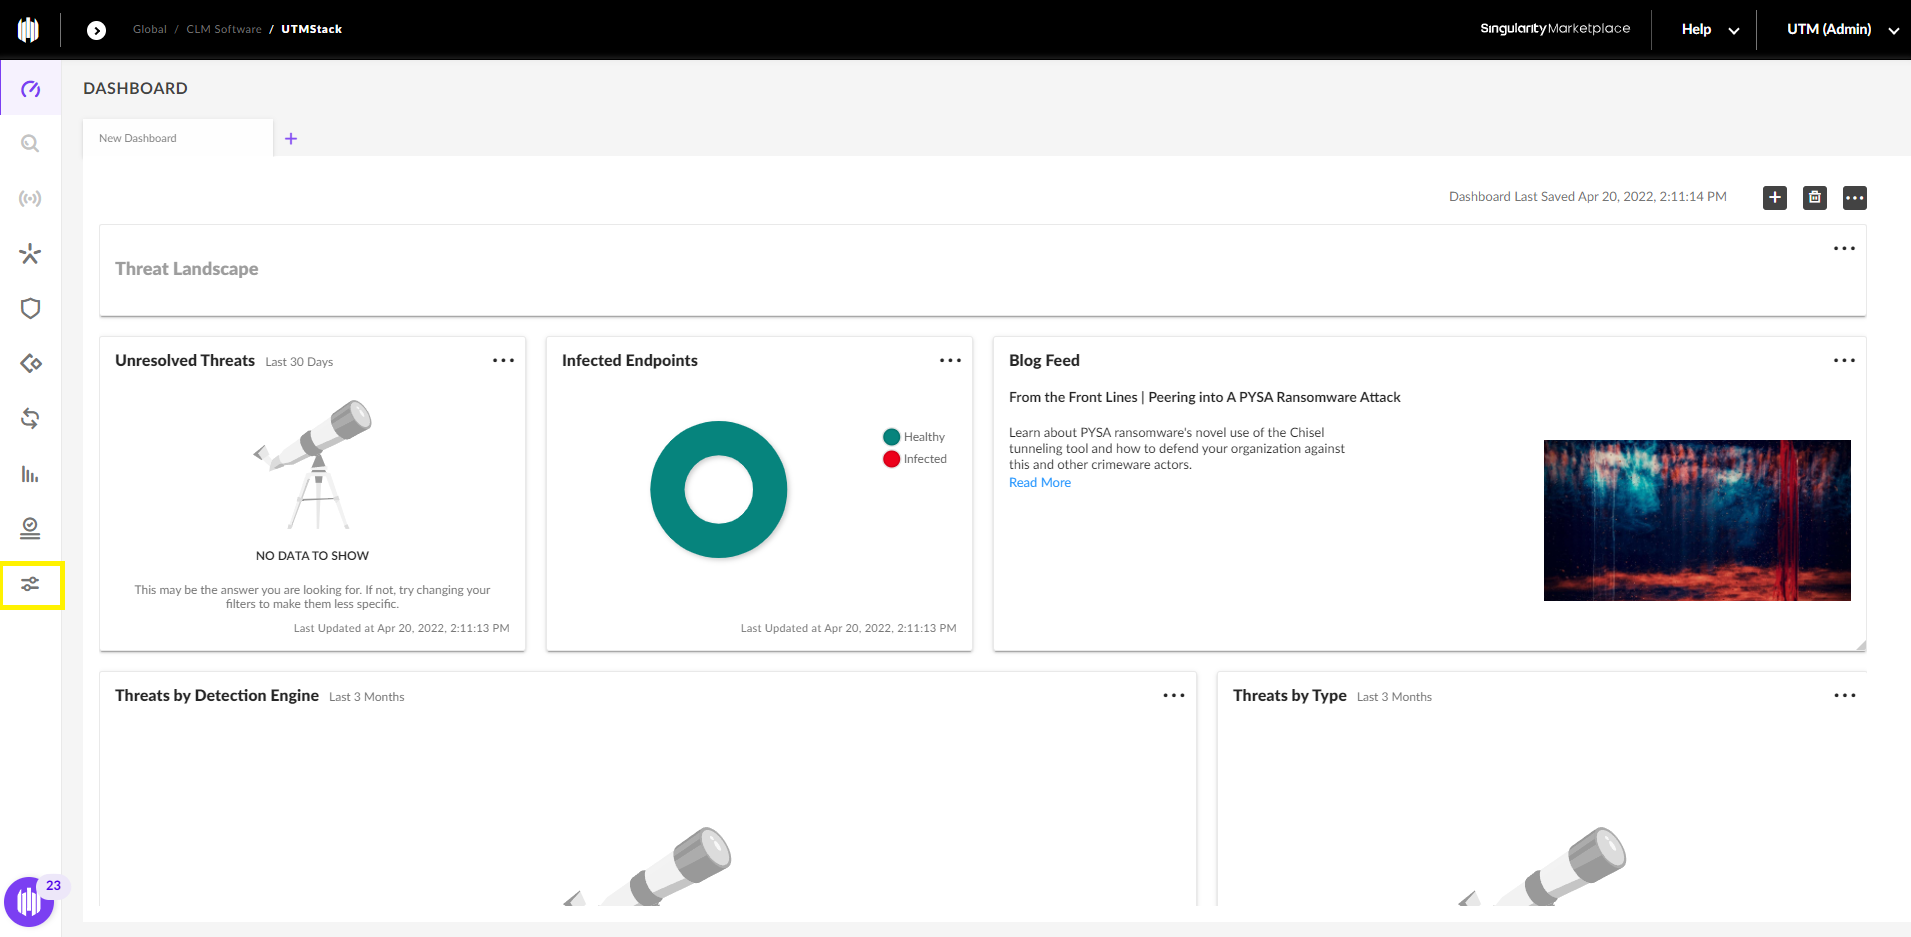 Global / CLM Software / UTMStack
SingularityMarketplace
Help
UTM (Admin)
DASHBOARD
New Dashboard
+
Dashboard Last Saved Apr 20, 2022, 2:11:14 PM
Threat Landscape
Unresolved Threats Last 30 Days
NO DATA TO SHOW
This may be the answer you are looking for. If not, try changing your
filters to make them less specific.
Last Updated at Apr 20, 2022, 2:11:13 PM
Infected Endpoints
Healthy
Infected
Last Updated at Apr 20, 2022, 2:11:13 PM
Blog Feed
From the Front Lines | Peering into A PYSA Ransomware Attack
Learn about PYSA ransomware's novel use of the Chisel
tunneling tool and how to defend your organization against
this and other crimeware actors.
Read More
Threats by Detection Engine Last 3 Months
Threats by Type Last 3 Months
23